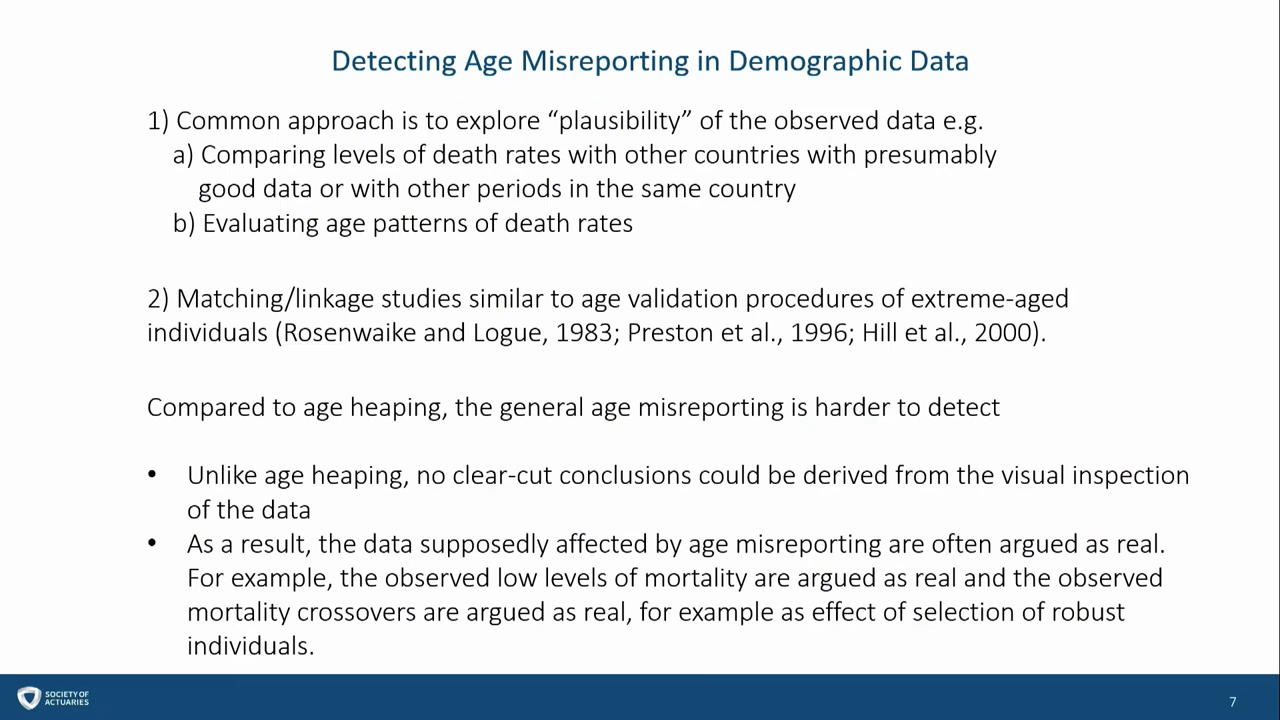 Detecting Age Misreporting in Demographic Data
1) Common approach is to explore “plausibility” of the observed data e.g.
a) Comparing levels of death rates with other countries with presumably
good data or with other periods in the same country
b) Evaluating age patterns of death rates
2) Matching/linkage studies similar to age validation procedures of extreme-aged
individuals (Rosenwaike and Logue, 1983; Preston et al., 1996; Hill et al., 2000).
Compared to age heaping, the general age misreporting is harder to detect
• Unlike age heaping, no clear-cut conclusions could be derived from the visual inspection
of the data
• As a result, the data supposedly affected by age misreporting are often argued as real.
For example, the observed low levels of mortality are argued as real and the observed
mortality crossovers are argued as real, for example as effect of selection of robust
individuals.
SOCIETY OF
ACTUARIES
7